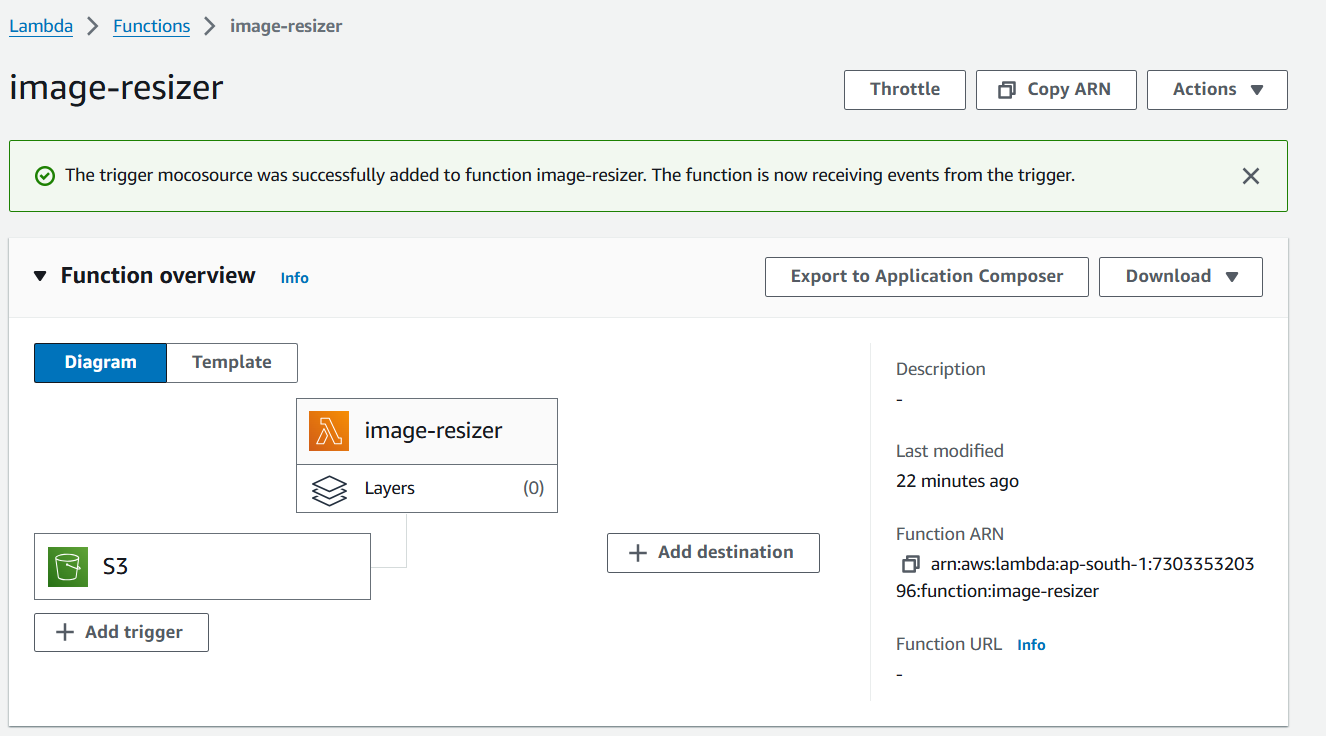 Lambda > Functions > image-resizer
image-resizer
Throttle Copy ARN Actions
The trigger mocosource was successfully added to function image-resizer. The function is now receiving events from the trigger.
Function overview Info
Export to Application Composer Download
Diagram Template
image-resizer
Layers (0)
S3
+ Add destination
+ Add trigger
Description
-
Last modified
22 minutes ago
Function ARN
arn:aws:lambda:ap-south-1:7303353203
96:function:image-resizer
Function URL Info
-